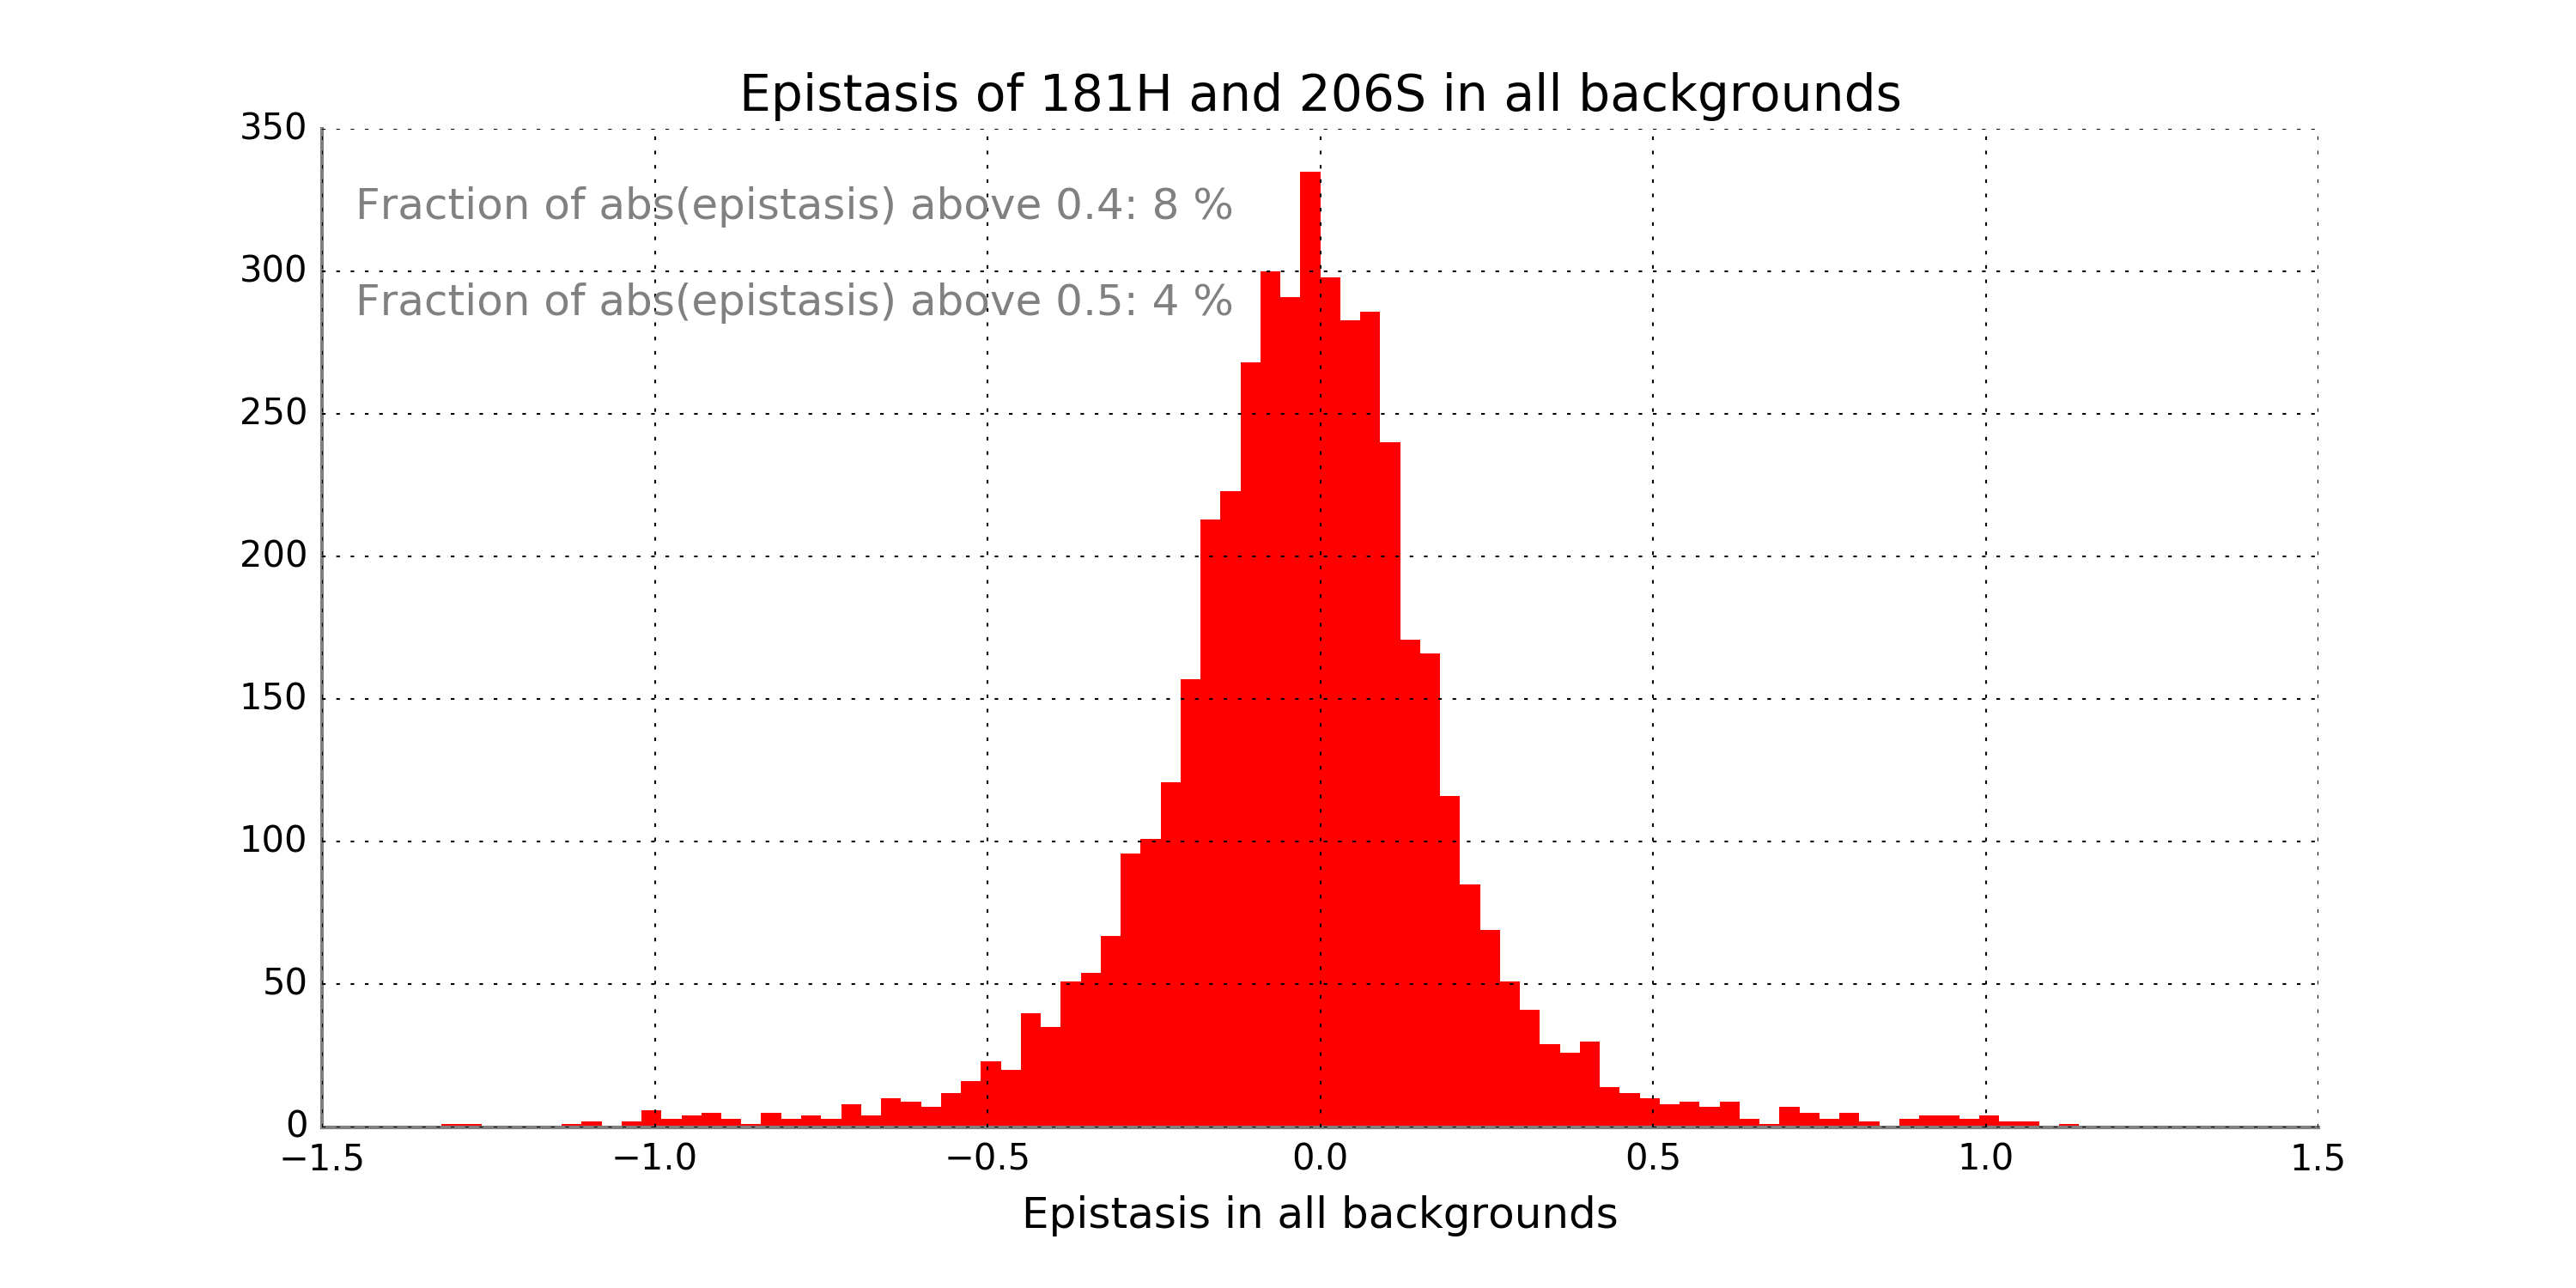 Epistasis of 181H and 206S in all backgrounds
350
Fraction of abs(epistasis) above 0.4: 8 %
300
Fraction of abs(epistasis) above 0.5: 4 %
250
200
150
100
50
0
−1.5 −1.0 −0.5 0.0 0.5 1.0 1.5
Epistasis in all backgrounds